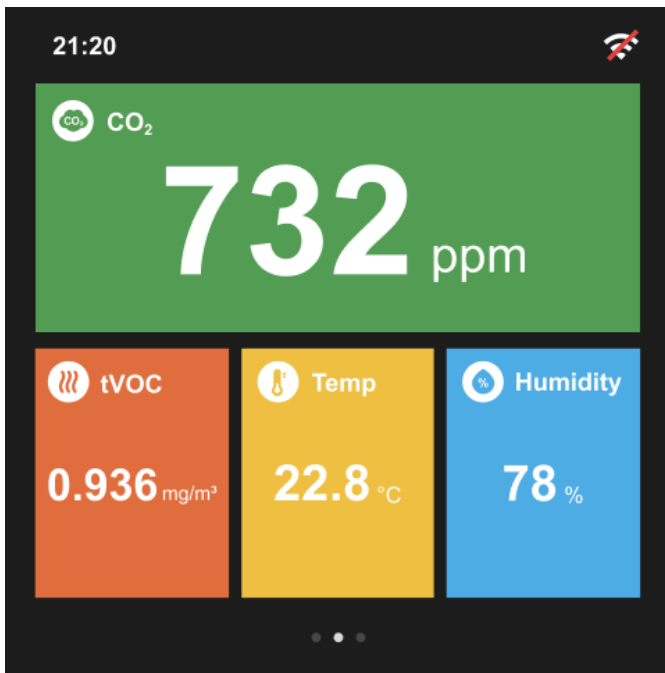 21:20
CO₂ CO₂
732 ppm
tVOC
0.936 mg/m³
Temp
22.8 °C
% Humidity
78 %